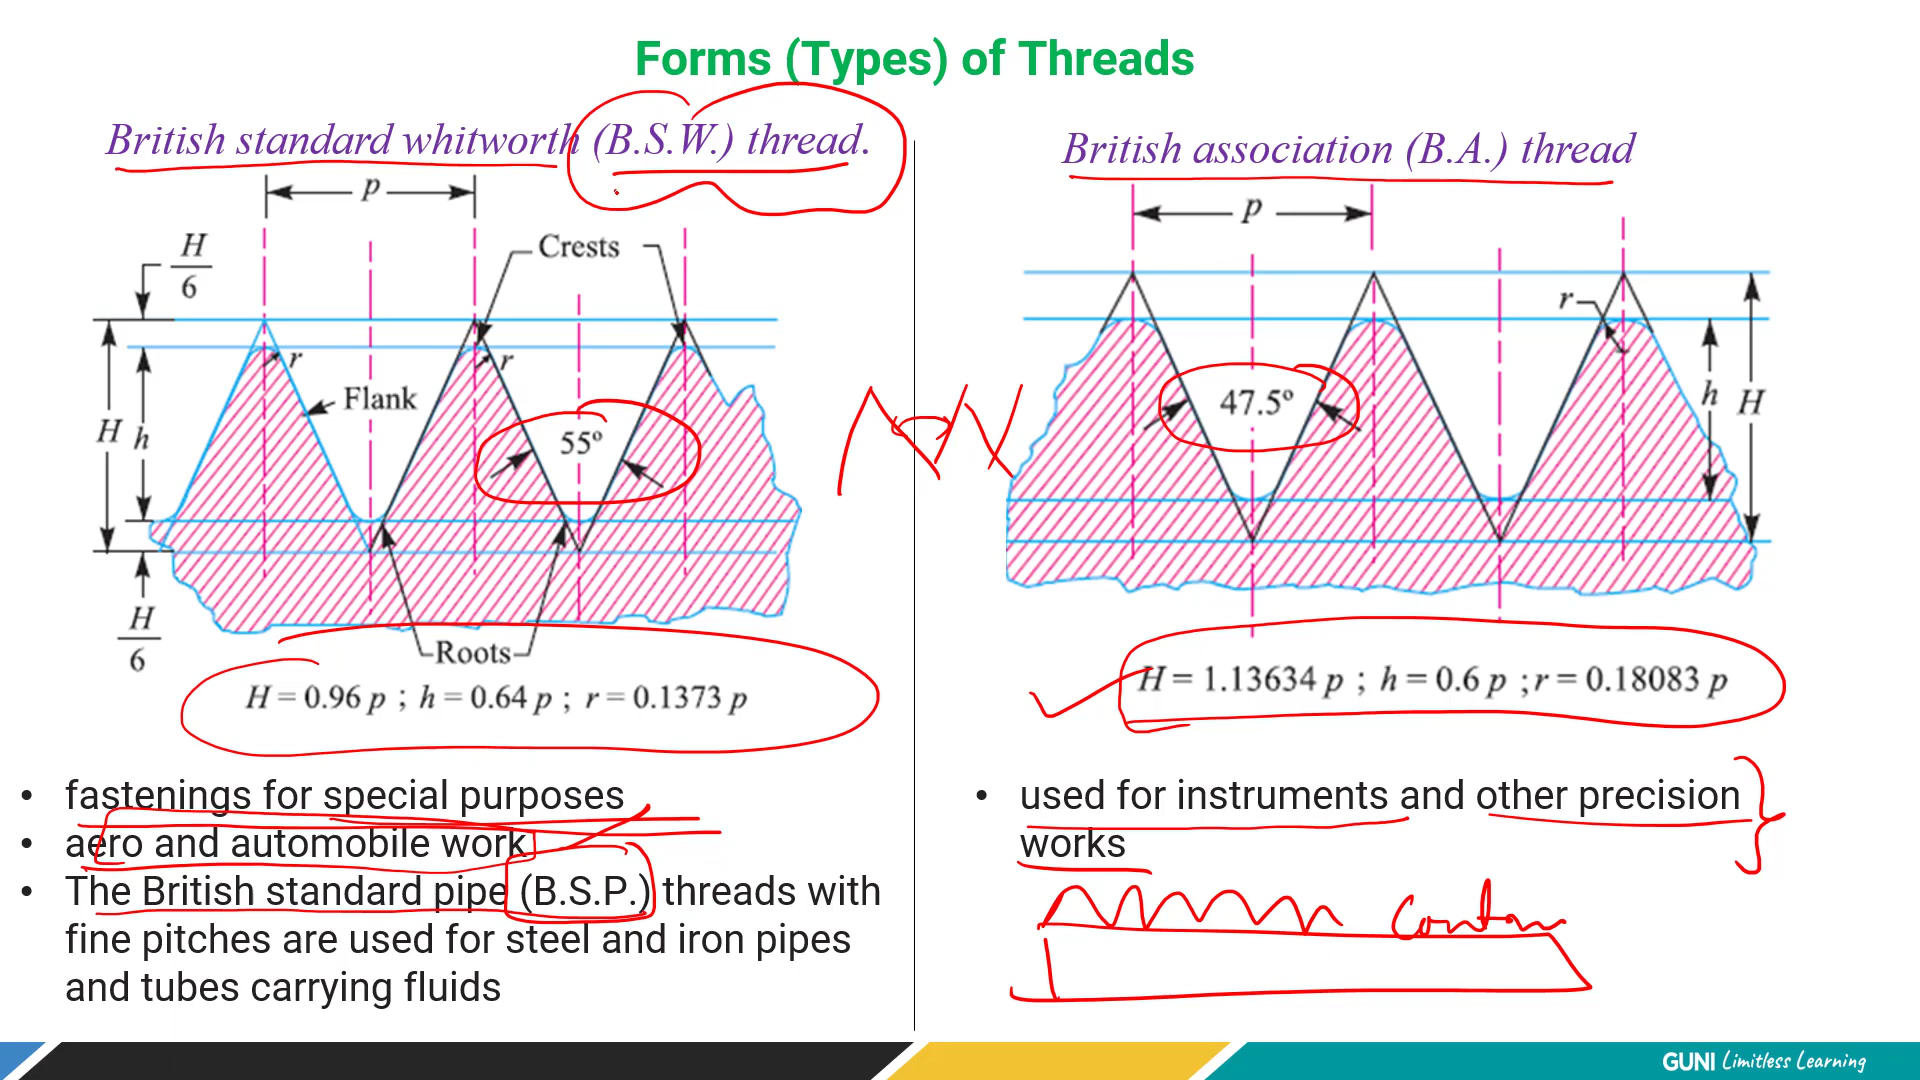 Forms (Types) of Threads
British standard whitworth (B.S.W.) thread.
p
H
6
Crests
r
r
Flank
H
h
55º
H
6
Roots
H = 0.96 p ; h = 0.64 p ; r = 0.1373 p
• fastenings for special purposes
• aero and automobile work
• The British standard pipe (B.S.P.) threads with
fine pitches are used for steel and iron pipes
and tubes carrying fluids
British association (B.A.) thread
p
r
47.5º
h
H
H = 1.13634 p ; h = 0.6 p ; r = 0.18083 p
• used for instruments and other precision
works
GUNI Limitless Learning